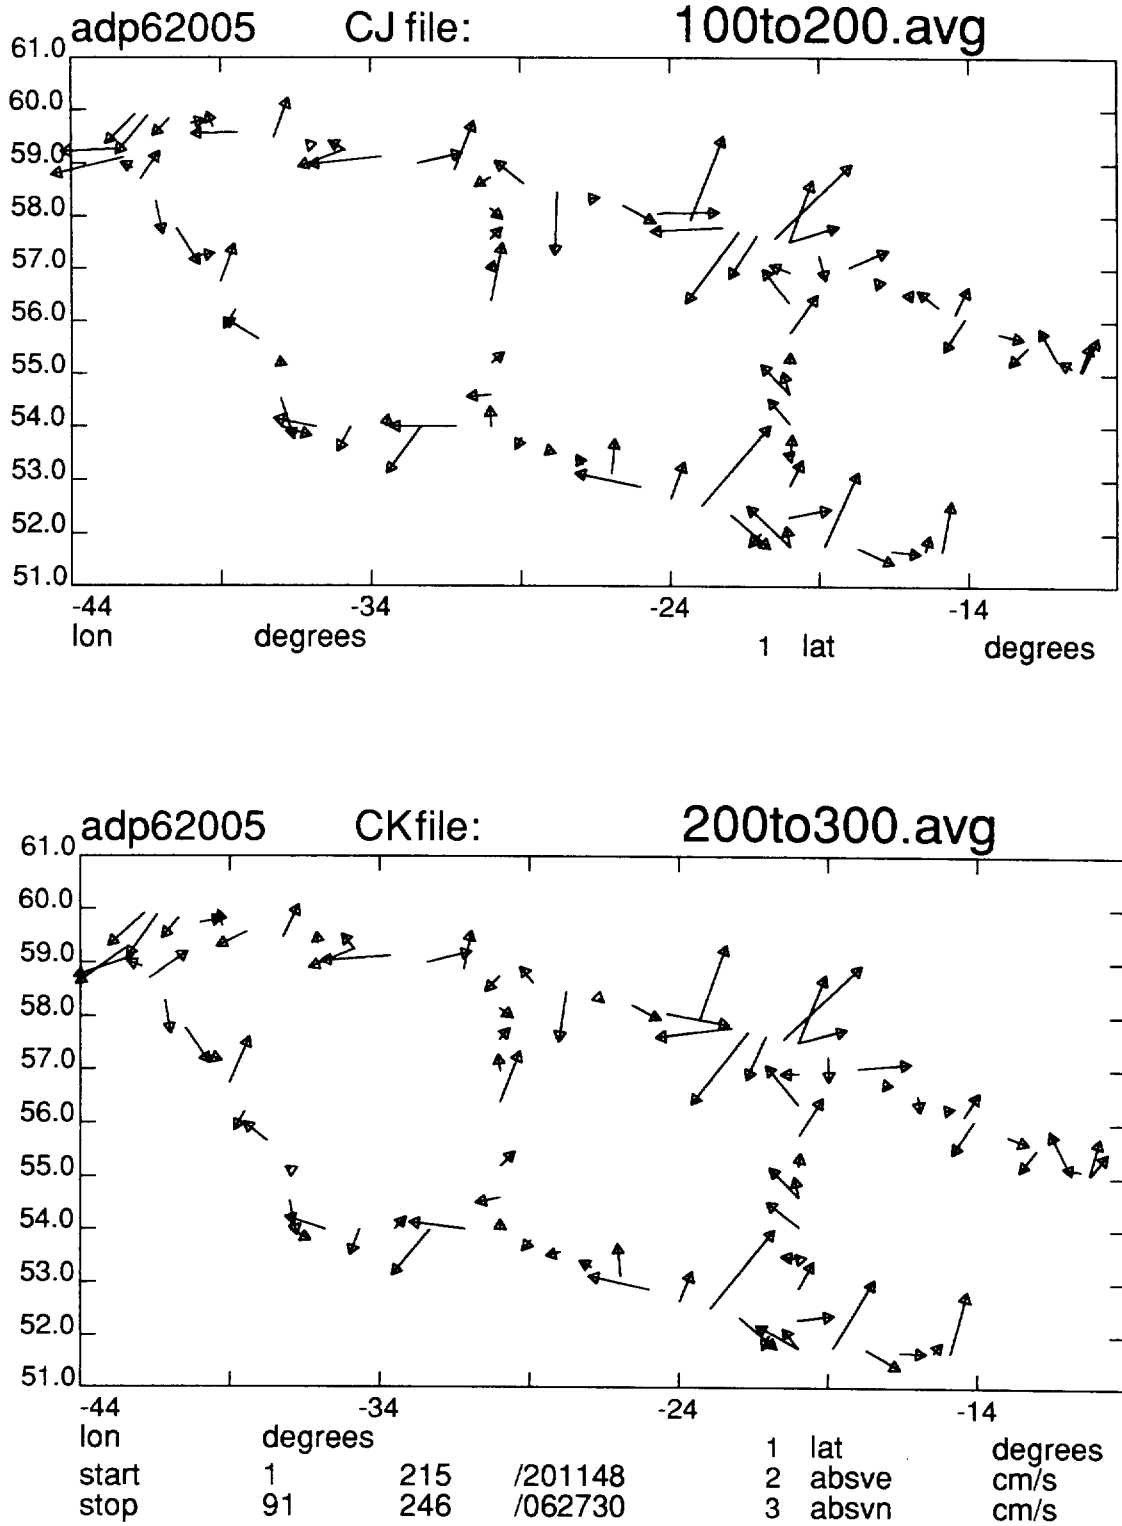 adp62005 CJ file: 100to200.avg
61.0
60.0
59.0
58.0
57.0
56.0
55.0
54.0
53.0
52.0
51.0
-44 -34 -24 -14
lon degrees 1 lat degrees
adp62005 CKfile: 200to300.avg
61.0
60.0
59.0
58.0
57.0
56.0
55.0
54.0
53.0
52.0
51.0
-44 -34 -24 -14
lon degrees 1 lat degrees
start 1 215 /201148 2 absve cm/s
stop 91 246 /062730 3 absvn cm/s